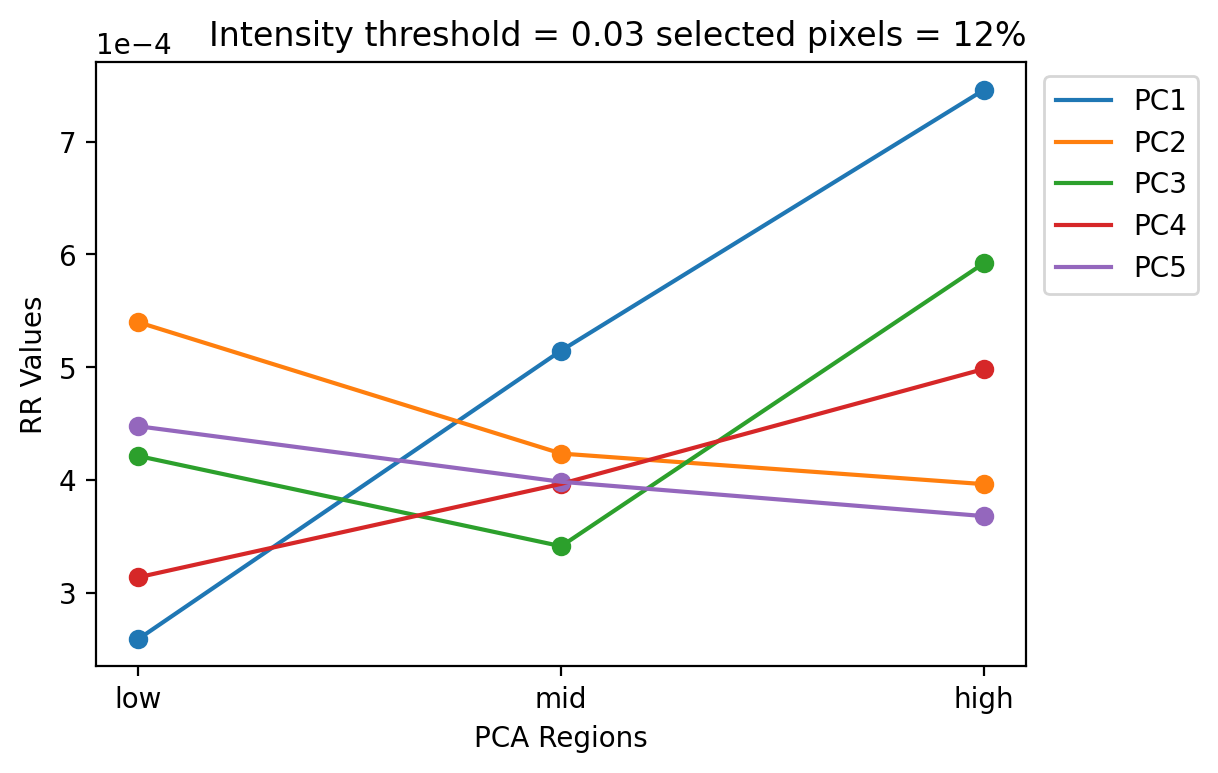 Intensity threshold = 0.03 selected pixels = 12%
1e−4
7
6
5
4
3
RR Values
low
mid
high
PCA Regions
PC1
PC2
PC3
PC4
PC5